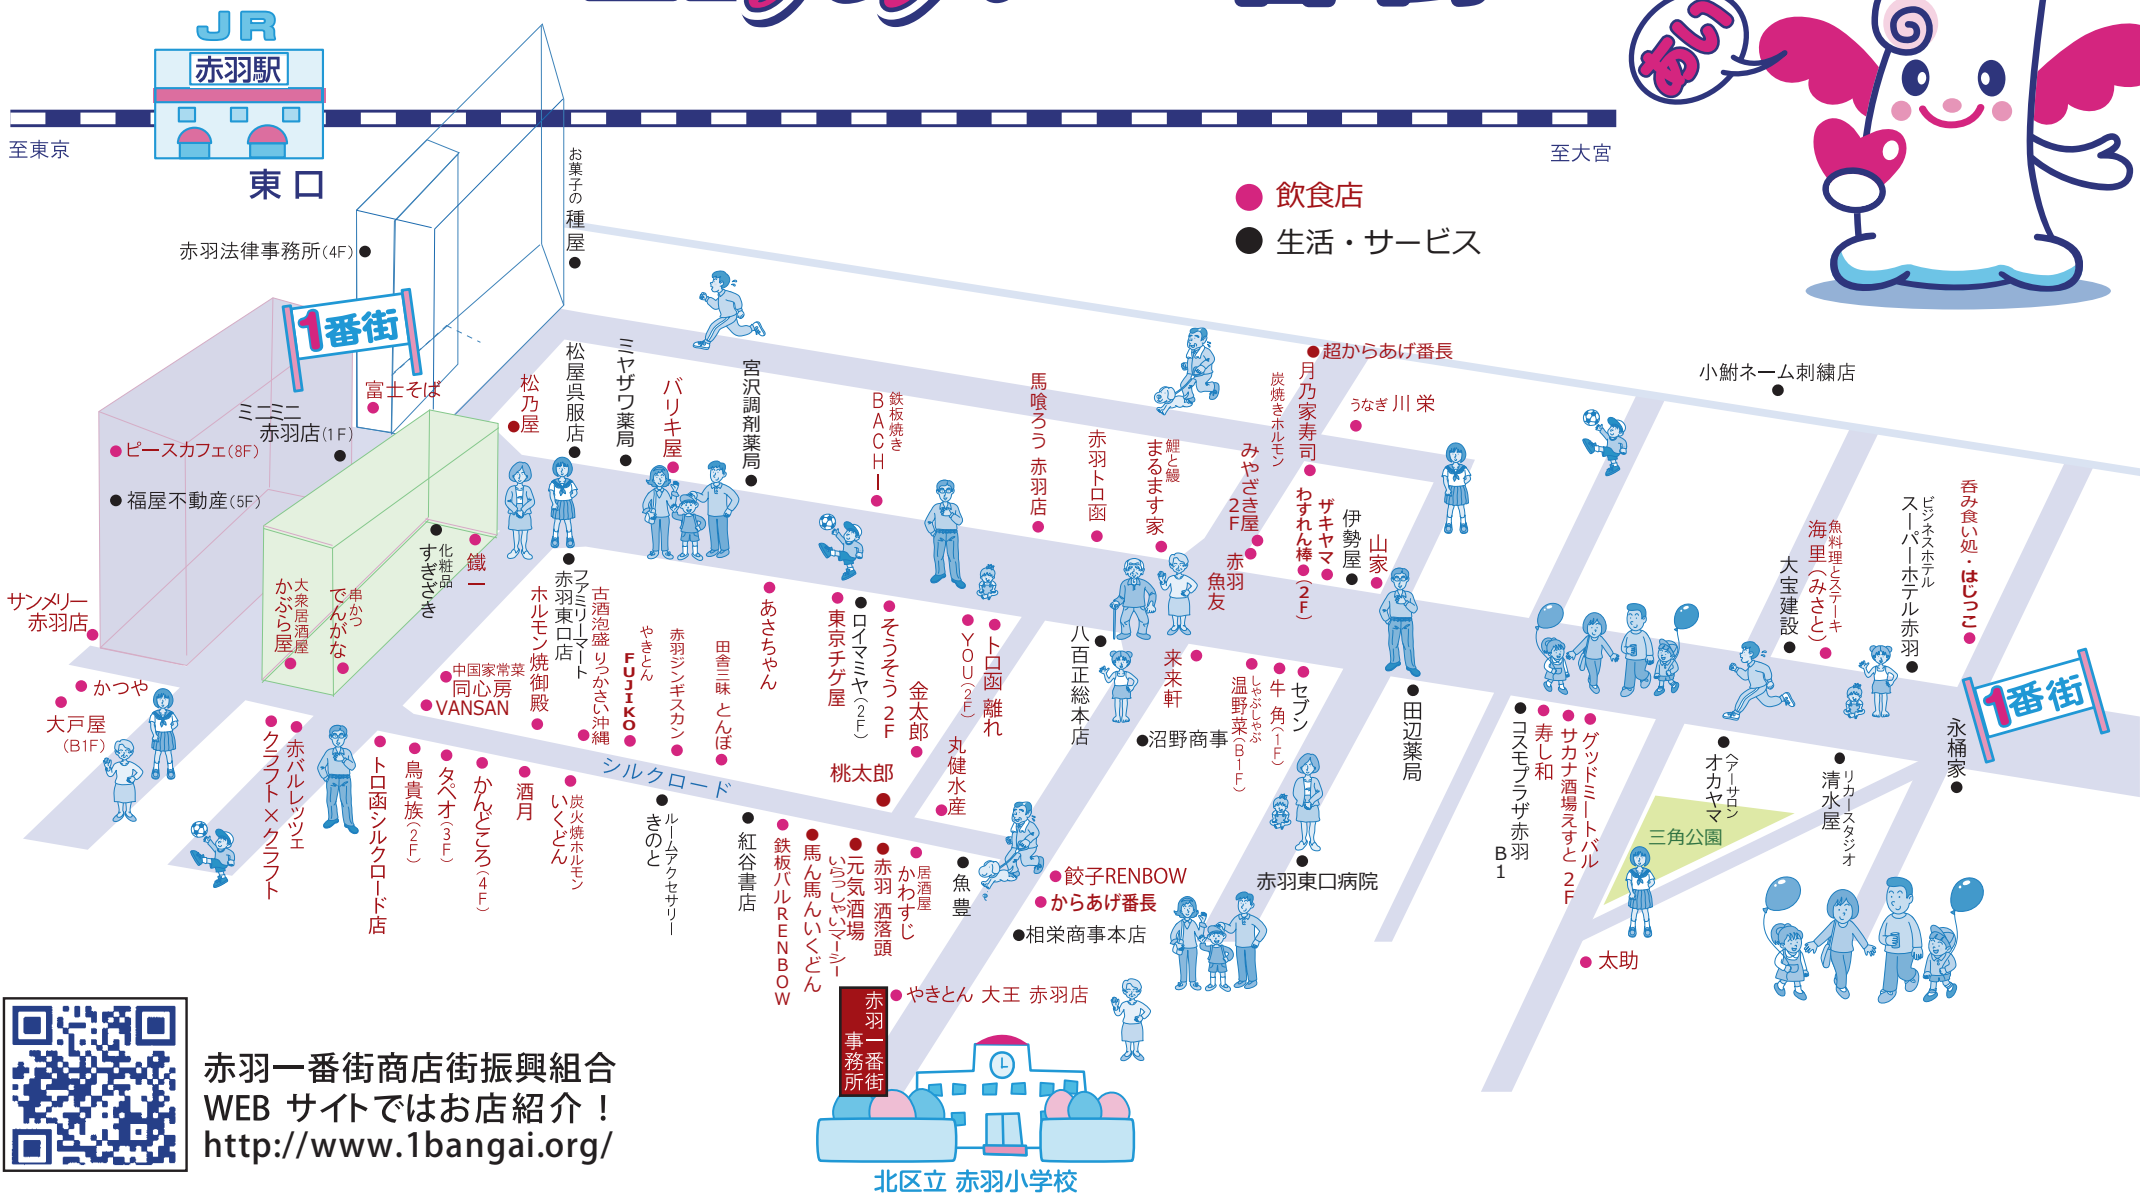 JR
赤羽駅
東口
至東京
至大宮
あい
飲食店
生活・サービス
お菓子の
種屋
赤羽法律事務所(4F)
1番街
富士そば
ミニミニ
赤羽店(1F)
ピースカフェ(8F)
福屋不動産(5F)
サンメリー
赤羽店
かつや
大戸屋
(B1F)
大衆居酒屋
かぶら屋
串かつ
でんがな
化粧品
すぎざき
鐵一
松乃屋
松屋呉服店
ミヤザワ薬局
バリキ屋
宮沢調剤薬局
鉄板焼き
BACHI
馬喰ろう 赤羽店
赤羽トロ函
鯉と鰻
まるます家
みやざき屋
2F
炭焼きホルモン
超からあげ番長
月乃家寿司
うなぎ 川栄
わすれん棒(2F)
ザキヤマ
伊勢屋
山家
赤羽
魚友
小鮒ネーム刺繍店
大宝建設
魚料理とステーキ
海里(みさと)
ビジネスホテル
スーパーホテル赤羽
呑み食い処・はじっこ
1番街
永桶家
ファミリーマート
赤羽東口店
ホルモン焼御殿
古酒泡盛 りっかさい沖縄
やきとん
FUJIKO
赤羽ジンギスカン
田舎三昧 とんぼ
あさちゃん
東京チゲ屋
ロイマミヤ(2F)
そうそう 2F
金太郎
YOU(2F)
トロ函 離れ
丸健水産
桃太郎
八百正総本店
来来軒
沼野商事
しゃぶしゃぶ
温野菜(B1F)
牛角(1F)
セブン
田辺薬局
コスモプラザ赤羽
B1
寿し和
サカナ酒場えすと 2F
グッドミートバル
ヘアーサロン
オカヤマ
リカースタジオ
清水屋
三角公園
太助
中国家常菜
同心房
VANSAN
シルクロード
クラフト×クラフト
赤バルレッツェ
トロ函シルクロード店
鳥貴族(2F)
タペオ(3F)
かんどころ(4F)
酒月
炭火焼ホルモン
いくどん
ルームアクセサリー
きのと
紅谷書店
鉄板バルRENBOW
馬ん馬んいくどん
いらっしゃいマーシー
元気酒場
赤羽 洒落頭
居酒屋
かわすじ
魚豊
餃子RENBOW
からあげ番長
相栄商事本店
赤羽東口病院
やきとん 大王 赤羽店
赤羽一番街
事務所
北区立 赤羽小学校
赤羽一番街商店街振興組合
WEB サイトではお店紹介！
http://www.1bangai.org/